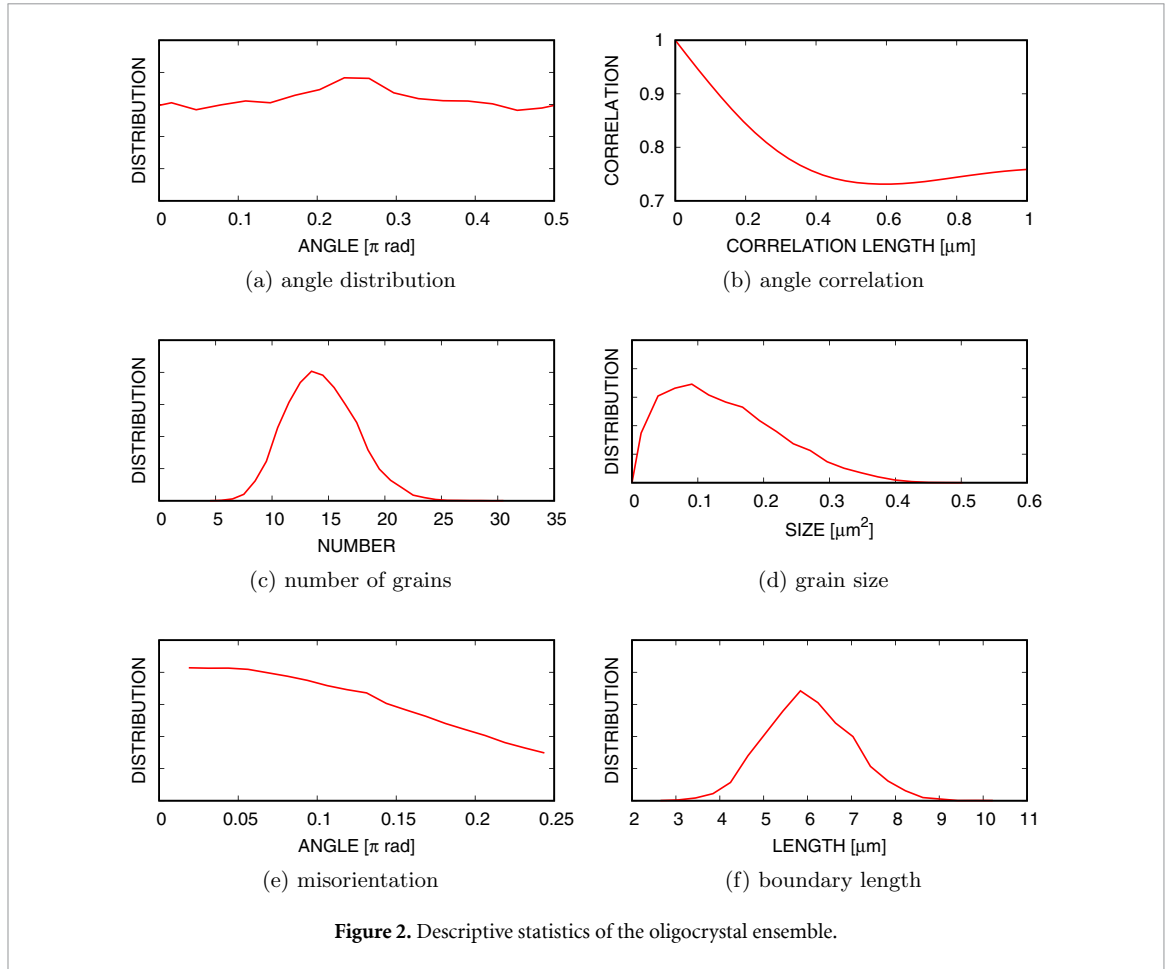 DISTRIBUTION
0 0.1 0.2 0.3 0.4 0.5
ANGLE [π rad]
(a) angle distribution
CORRELATION
1
0.9
0.8
0.7
0 0.2 0.4 0.6 0.8 1
CORRELATION LENGTH [μm]
(b) angle correlation
DISTRIBUTION
0 5 10 15 20 25 30 35
NUMBER
(c) number of grains
DISTRIBUTION
0 0.1 0.2 0.3 0.4 0.5 0.6
SIZE [μm²]
(d) grain size
DISTRIBUTION
0 0.05 0.1 0.15 0.2 0.25
ANGLE [π rad]
(e) misorientation
DISTRIBUTION
2 3 4 5 6 7 8 9 10 11
LENGTH [μm]
(f) boundary length
Figure 2. Descriptive statistics of the oligocrystal ensemble.